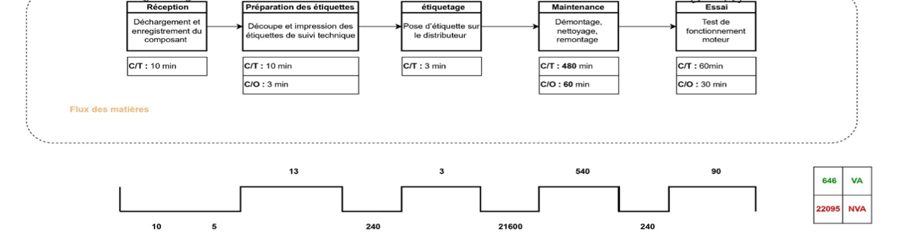 Réception
Déchargement et
enregistrement du
composant
C/T : 10 min
Préparation des étiquettes
Découpe et impression des
étiquettes de suivi technique
C/T : 10 min
C/O : 3 min
étiquetage
Pose d'étiquette sur
le distributeur
C/T : 3 min
Maintenance
Démontage,
nettoyage,
remontage
C/T : 480 min
C/O : 60 min
Essai
Test de
fonctionnement
moteur
C/T : 60min
C/O : 30 min
Flux des matières
13
3
540
90
10
5
240
21600
240
646 VA
22095 NVA